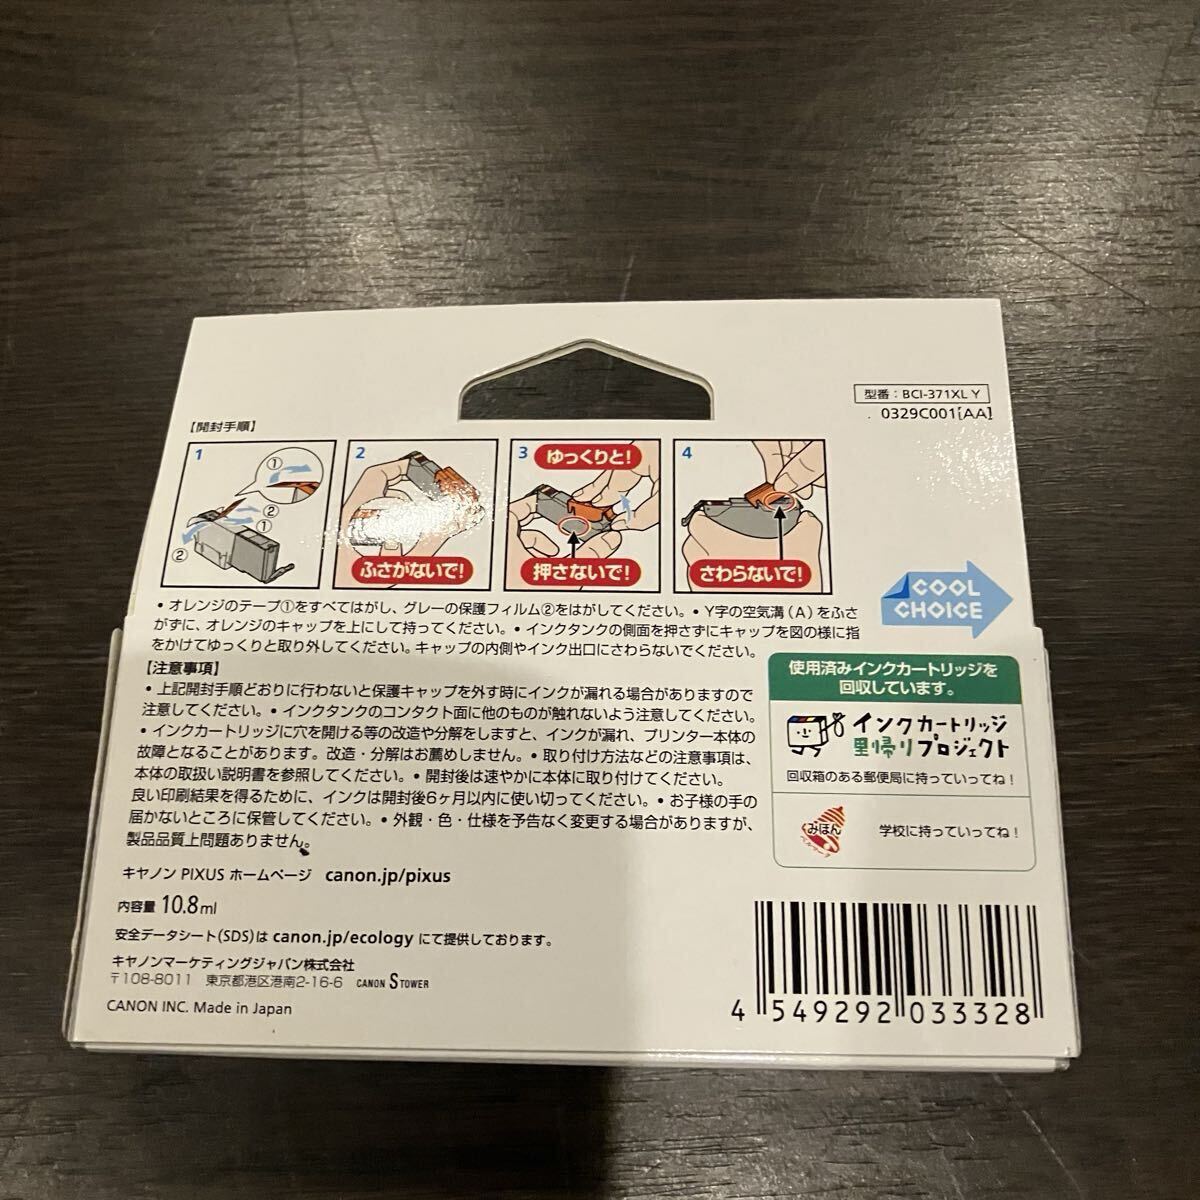 型番：BCI-371XL Y
0329C001[AA]
【開封手順】
1
①
②
①
②
2
ふさがないで!
3
ゆっくりと!
押さないで!
4
さわらないで!
• オレンジのテープ①をすべてはがし、グレーの保護フィルム②をはがしてください。• Y字の空気溝（A）をふさ
がずに、オレンジのキャップを上にして持ってください。• インクタンクの側面を押さずにキャップを図の様に指
をかけてゆっくりと取り外してください。キャップの内側やインク出口にさわらないでください。
COOL
CHOICE
【注意事項】
• 上記開封手順どおりに行わないと保護キャップを外す時にインクが漏れる場合がありますので
注意してください。• インクタンクのコンタクト面に他のものが触れないよう注意してください。
• インクカートリッジに穴を開ける等の改造や分解をしますと、インクが漏れ、プリンター本体の
故障となることがあります。改造・分解はお薦めしません。• 取り付け方法などの注意事項は、
本体の取扱い説明書を参照してください。• 開封後は速やかに本体に取り付けてください。
良い印刷結果を得るために、インクは開封後6ヶ月以内に使い切ってください。• お子様の手の
届かないところに保管してください。• 外観・色・仕様を予告なく変更する場合がありますが、
製品品質上問題ありません。
使用済みインクカートリッジを
回収しています。
インクカートリッジ
里帰りプロジェクト
回収箱のある郵便局に持っていってね！
みほん
ベルマーク
学校に持っていってね！
キヤノン PIXUS ホームページ canon.jp/pixus
内容量 10.8ml
安全データシート(SDS)は canon.jp/ecology にて提供しております。
キヤノンマーケティングジャパン株式会社
〒108-8011 東京都港区港南2-16-6 CANON S TOWER
CANON INC. Made in Japan
4 549292 033328